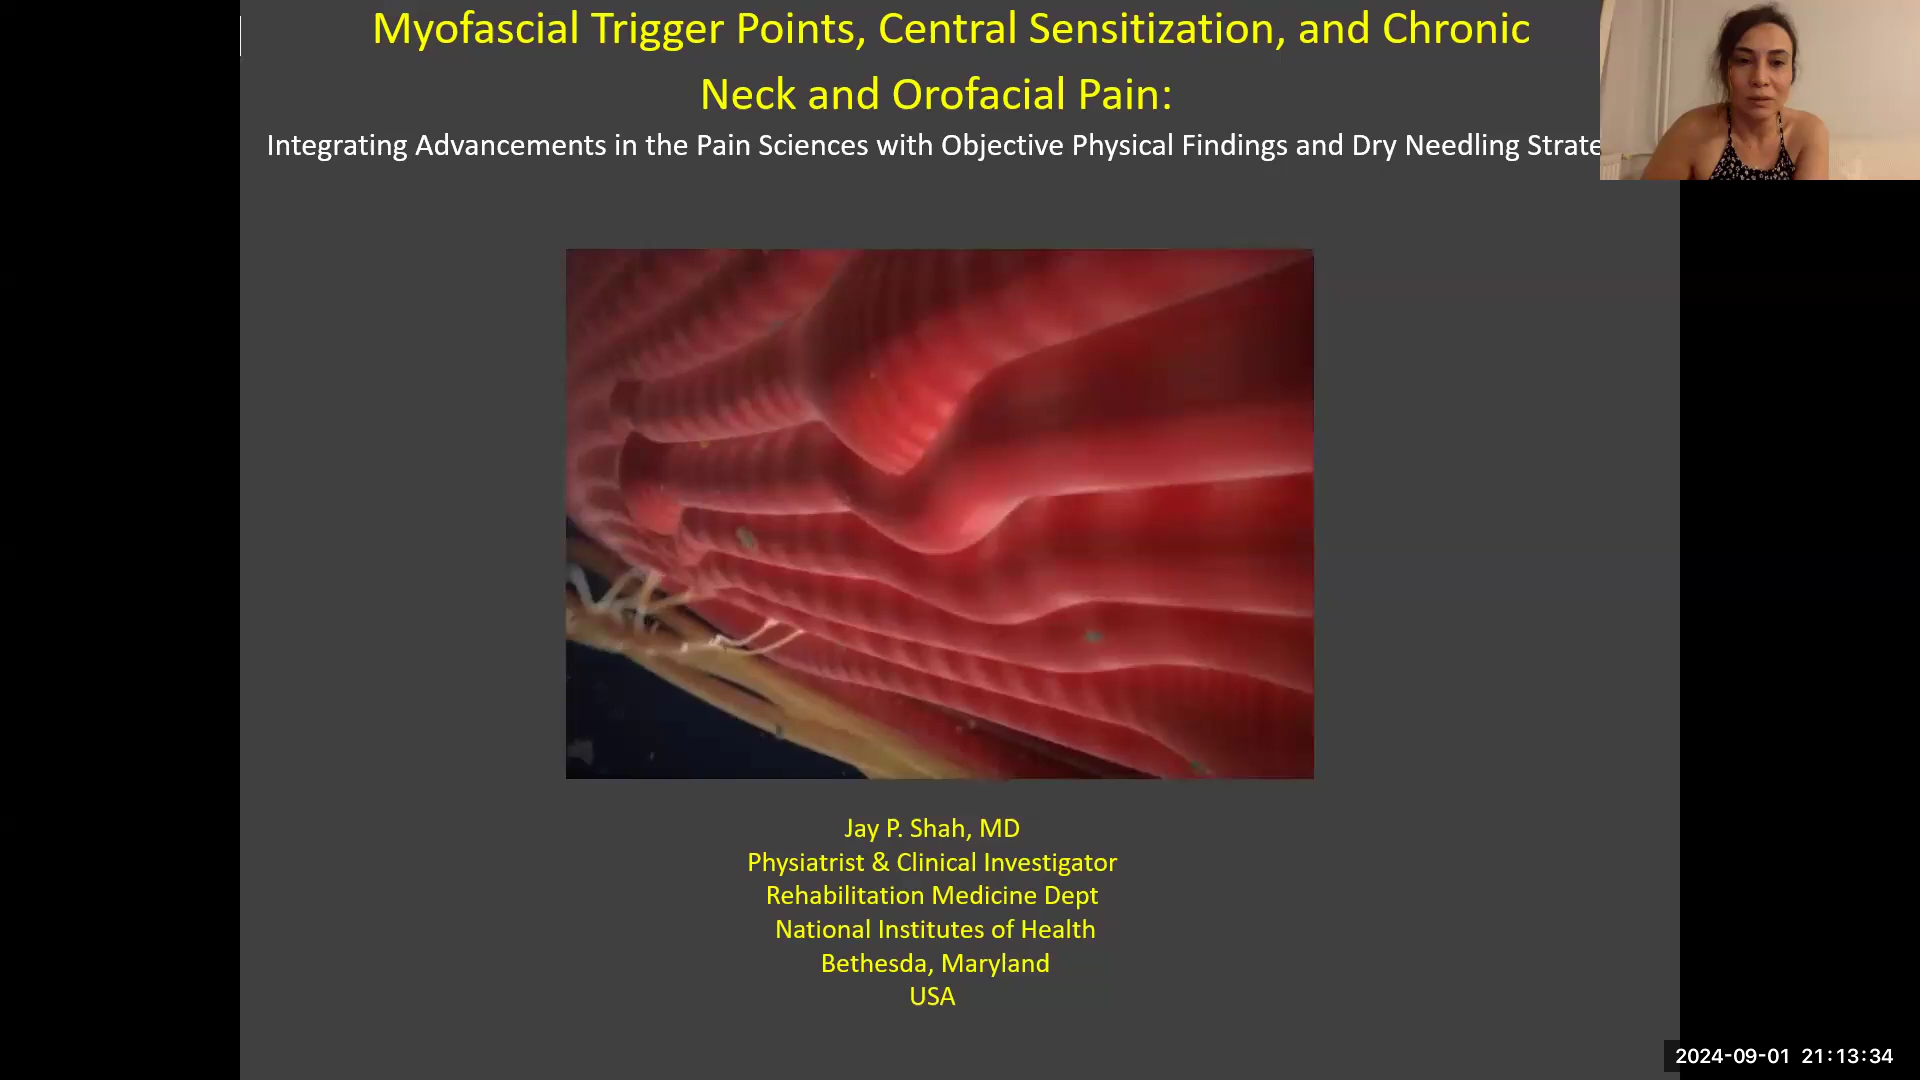 Myofascial Trigger Points, Central Sensitization, and Chronic
Neck and Orofacial Pain:
Integrating Advancements in the Pain Sciences with Objective Physical Findings and Dry Needling
Jay P. Shah, MD
Physiatrist & Clinical Investigator
Rehabilitation Medicine Dept
National Institutes of Health
Bethesda, Maryland
USA
2024-09-01 21:13:34